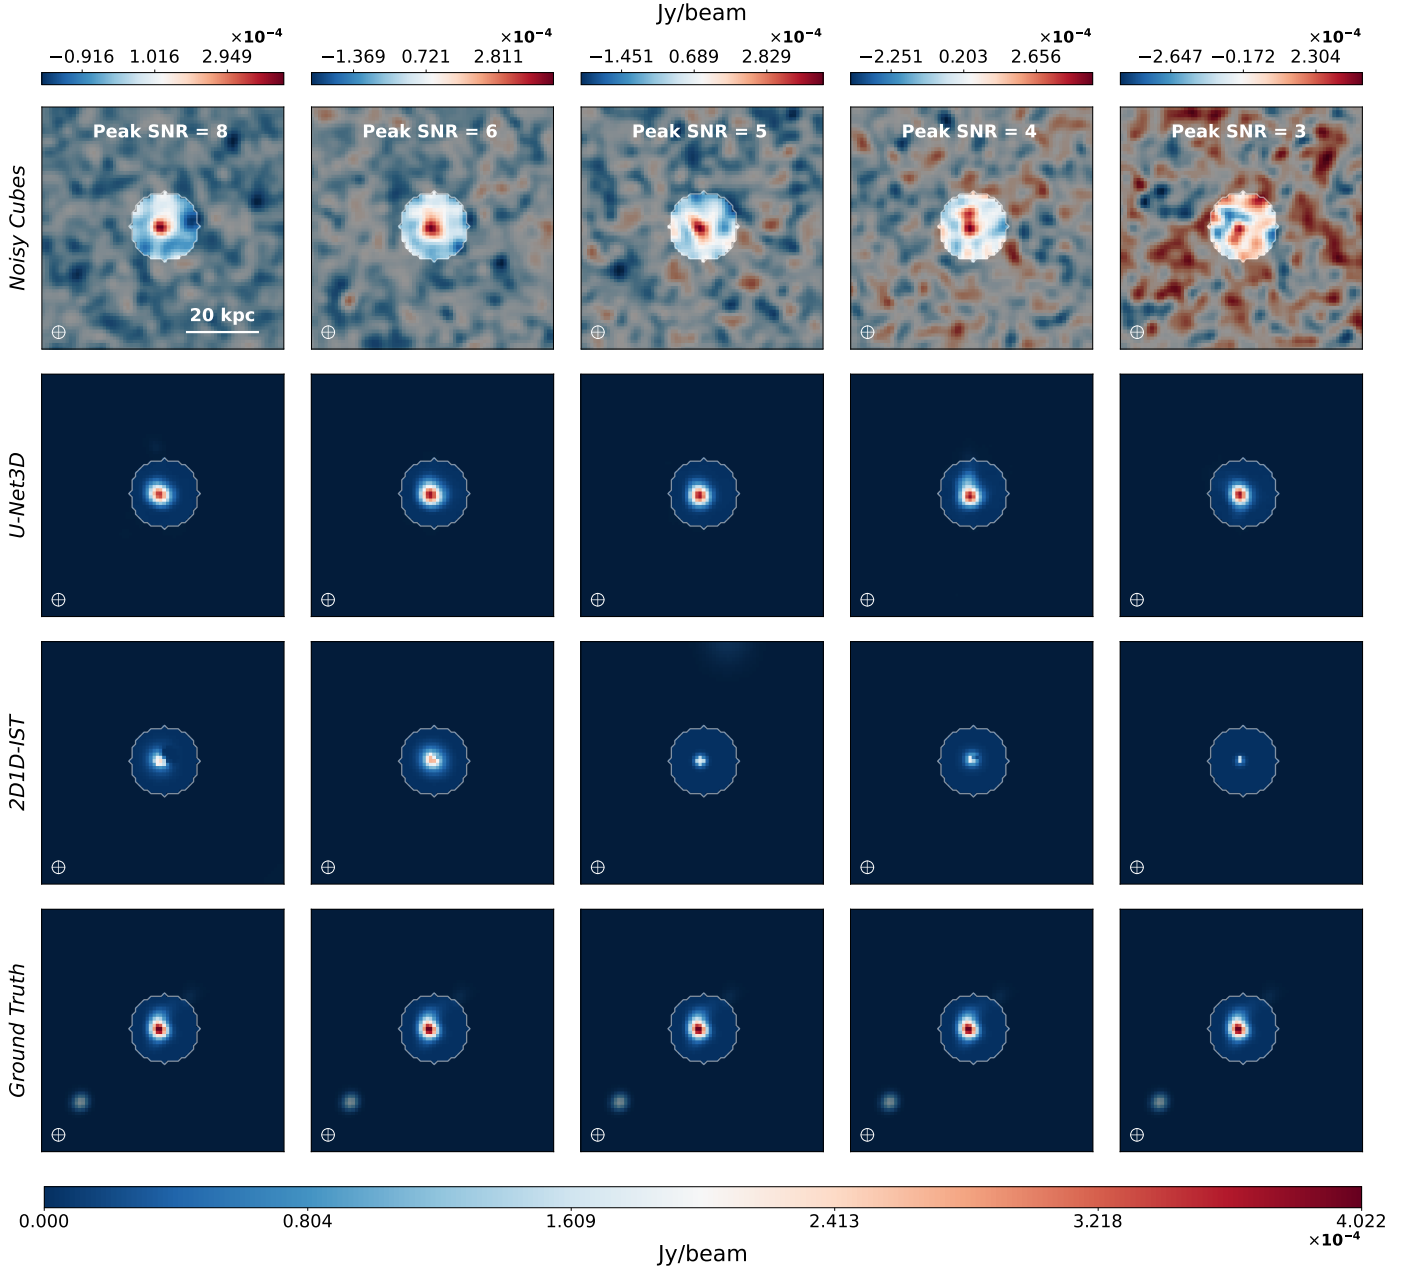 Jy/beam
×10⁻⁴ ×10⁻⁴ ×10⁻⁴ ×10⁻⁴ ×10⁻⁴
−0.916 1.016 2.949 −1.369 0.721 2.811 −1.451 0.689 2.829 −2.251 0.203 2.656 −2.647 −0.172 2.304
Noisy Cubes
Peak SNR = 8 Peak SNR = 6 Peak SNR = 5 Peak SNR = 4 Peak SNR = 3
20 kpc
U-Net3D
2D1D-IST
Ground Truth
0.000 0.804 1.609 2.413 3.218 4.022
×10⁻⁴
Jy/beam